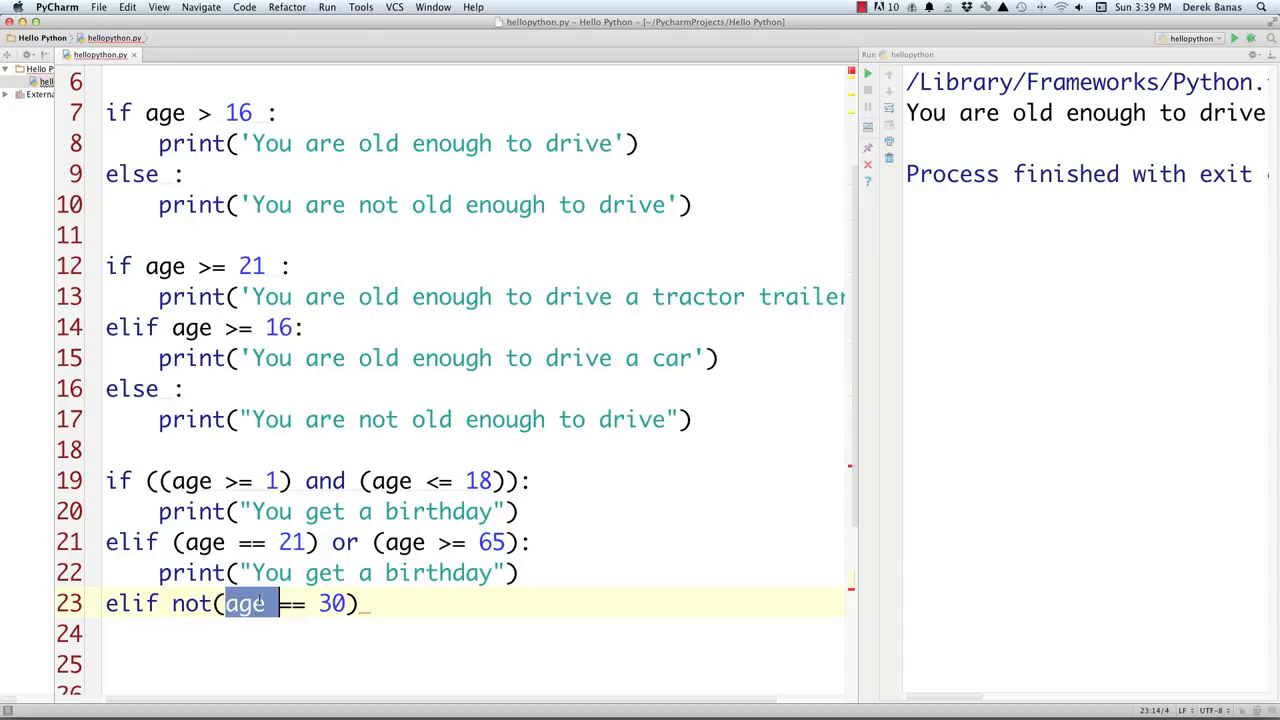 PyCharm File Edit View Navigate Code Refactor Run Tools VCS Window Help 10 Sun 3:39 PM Derek Banas
hellopython.py – Hello Python (~/PycharmProjects/Hello Python)
Hello Python hellopython.py hellopython
hellopython.py Run hellopython
Hello P
hell
Externa
6
7 if age > 16 :
8 print('You are old enough to drive')
9 else :
10 print('You are not old enough to drive')
11
12 if age >= 21 :
13 print('You are old enough to drive a tractor trailer
14 elif age >= 16:
15 print('You are old enough to drive a car')
16 else :
17 print("You are not old enough to drive")
18
19 if ((age >= 1) and (age <= 18)):
20 print("You get a birthday")
21 elif (age == 21) or (age >= 65):
22 print("You get a birthday")
23 elif not(age == 30)
24
25
26
/Library/Frameworks/Python.
You are old enough to drive
Process finished with exit
23:14/4 LF UTF-8